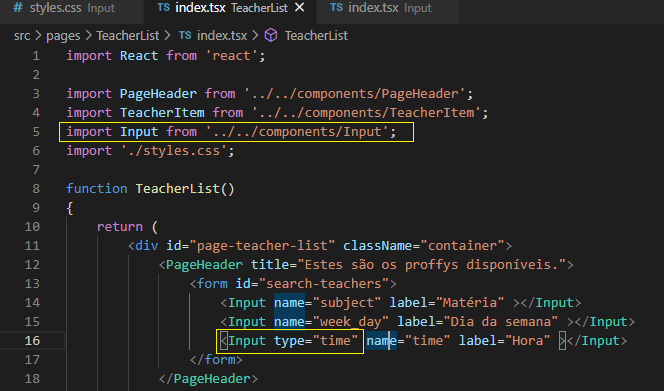 # styles.css Input TS index.tsx TeacherList X TS index.tsx Input
src > pages > TeacherList > TS index.tsx > TeacherList
1 import React from 'react';
2
3 import PageHeader from '../../components/PageHeader';
4 import TeacherItem from '../../components/TeacherItem';
5 import Input from '../../components/Input';
6 import './styles.css';
7
8 function TeacherList()
9 {
10 return (
11 <div id="page-teacher-list" className="container">
12 <PageHeader title="Estes são os proffys disponíveis.">
13 <form id="search-teachers">
14 <Input name="subject" label="Matéria" ></Input>
15 <Input name="week_day" label="Dia da semana" ></Input>
16 <Input type="time" name="time" label="Hora" ></Input>
17 </form>
18 </PageHeader>